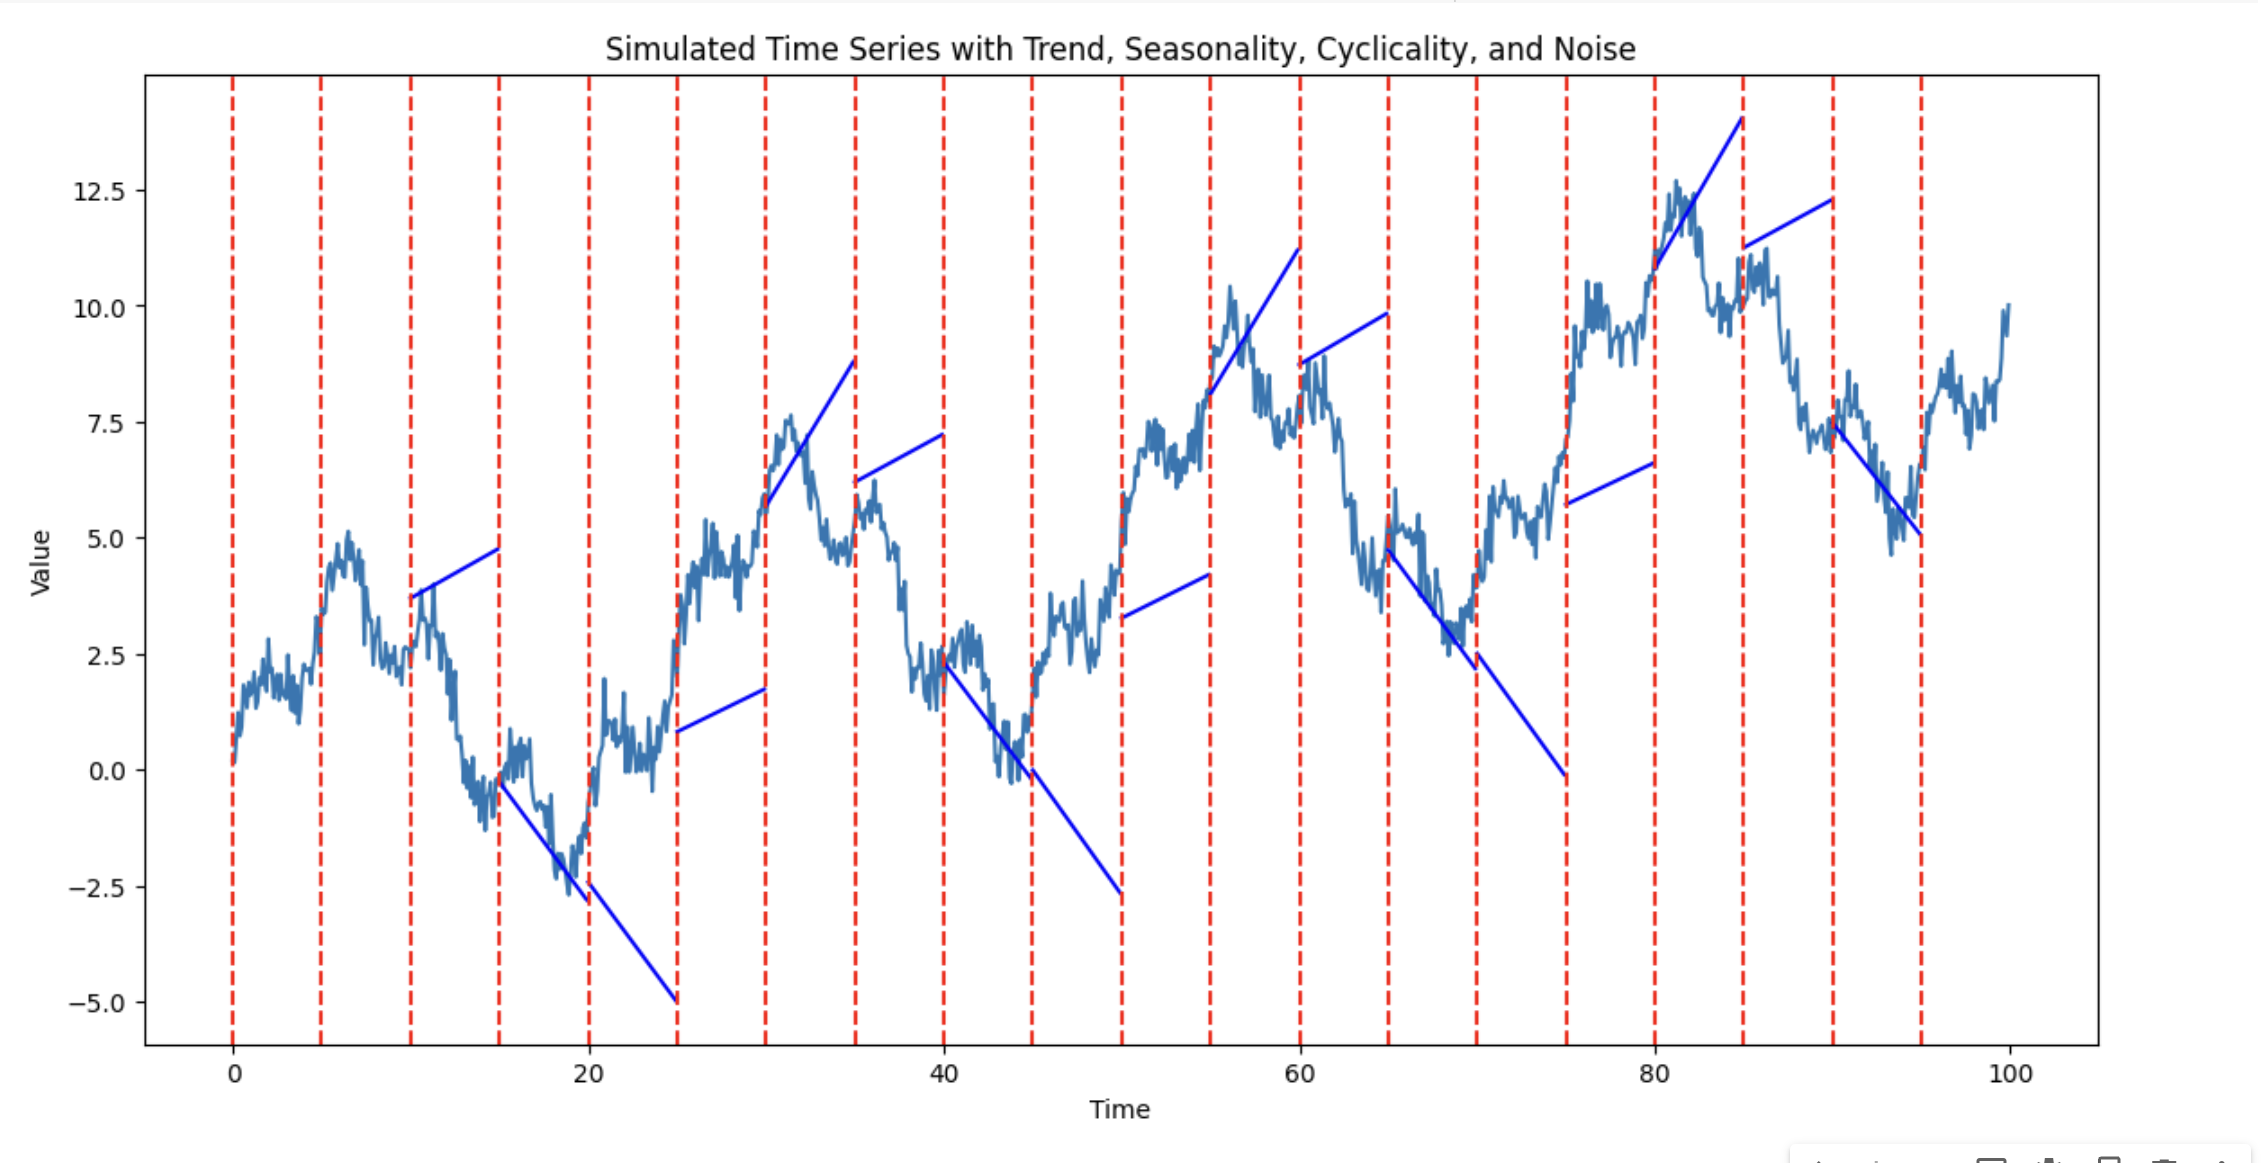 Simulated Time Series with Trend, Seasonality, Cyclicality, and Noise
12.5
10.0
7.5
5.0
2.5
0.0
−2.5
−5.0
Value
0 20 40 60 80 100
Time